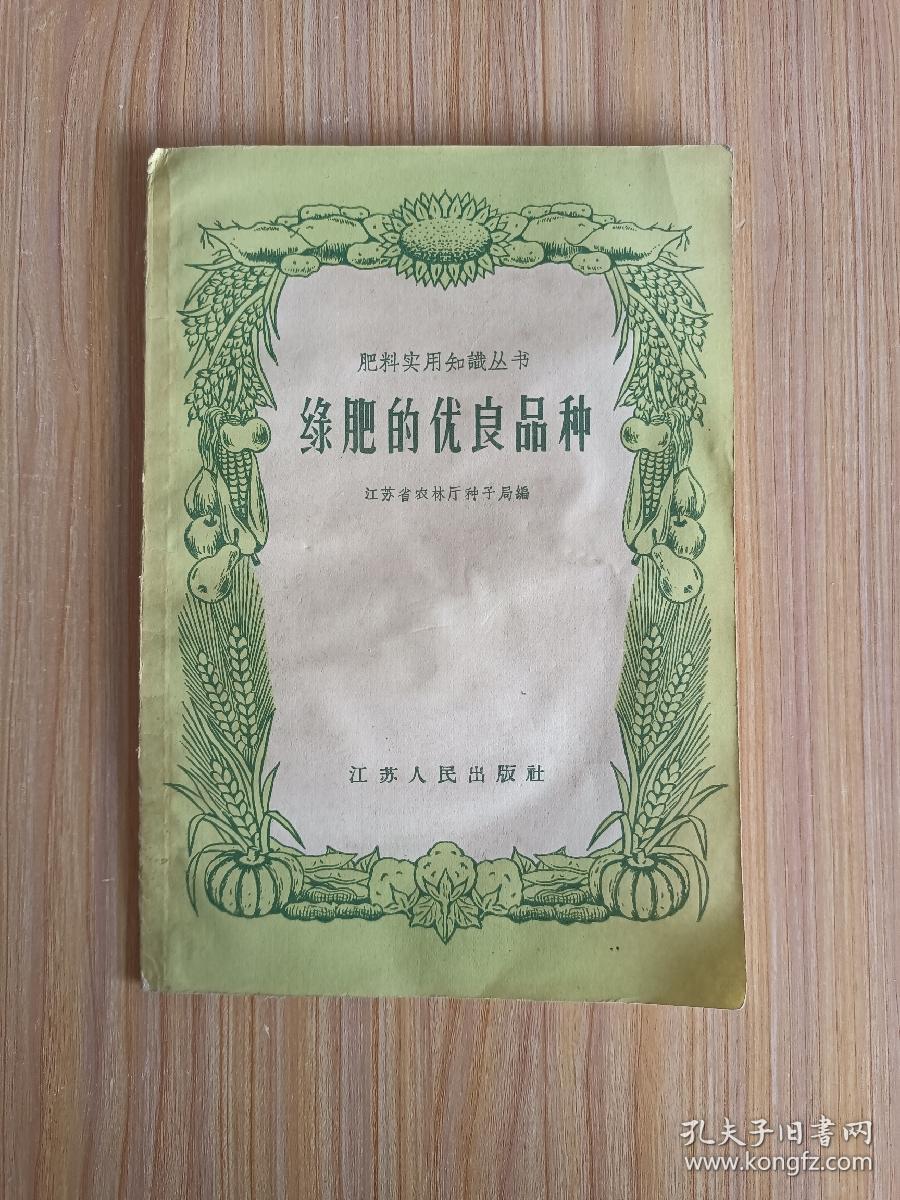 肥料实用知識丛书
绿肥的优良品种
江苏省农林厅种子局編
江苏人民出版社
孔夫子旧書网
www.kongfz.com